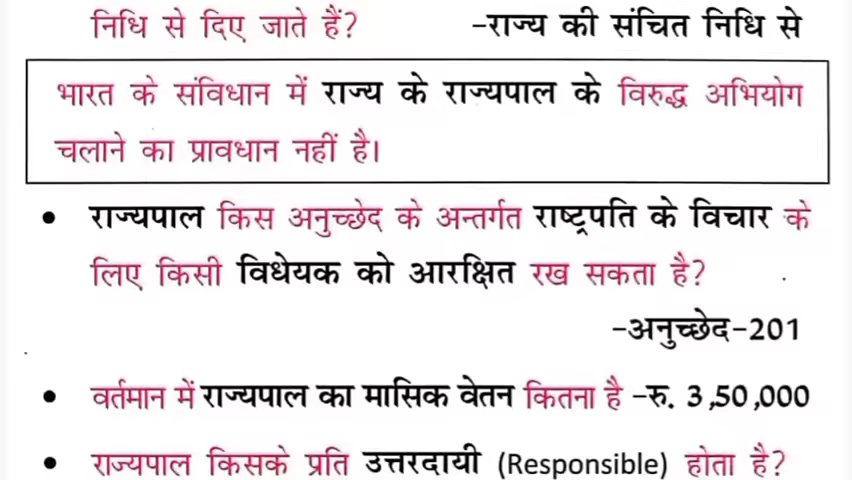 निधि से दिए जाते हैं? -राज्य की संचित निधि से
भारत के संविधान में राज्य के राज्यपाल के विरुद्ध अभियोग
चलाने का प्रावधान नहीं है।
• राज्यपाल किस अनुच्छेद के अन्तर्गत राष्ट्रपति के विचार के
लिए किसी विधेयक को आरक्षित रख सकता है?
-अनुच्छेद-201
• वर्तमान में राज्यपाल का मासिक वेतन कितना है -रु. 3,50,000
• राज्यपाल किसके प्रति उत्तरदायी (Responsible) होता है?